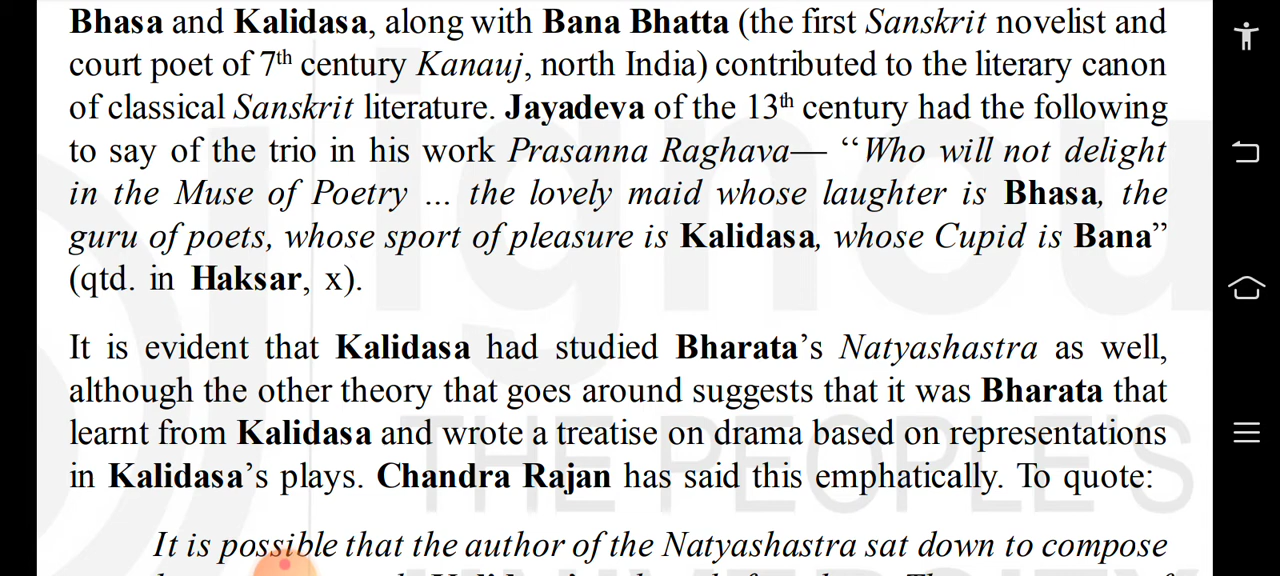 Bhasa and Kalidasa, along with Bana Bhatta (the first Sanskrit novelist and
court poet of 7th century Kanauj, north India) contributed to the literary canon
of classical Sanskrit literature. Jayadeva of the 13th century had the following
to say of the trio in his work Prasanna Raghava— “Who will not delight
in the Muse of Poetry ... the lovely maid whose laughter is Bhasa, the
guru of poets, whose sport of pleasure is Kalidasa, whose Cupid is Bana”
(qtd. in Haksar, x).
It is evident that Kalidasa had studied Bharata’s Natyashastra as well,
although the other theory that goes around suggests that it was Bharata that
learnt from Kalidasa and wrote a treatise on drama based on representations
in Kalidasa’s plays. Chandra Rajan has said this emphatically. To quote:
It is possible that the author of the Natyashastra sat down to compose
ignou
THE PEOPLE'S